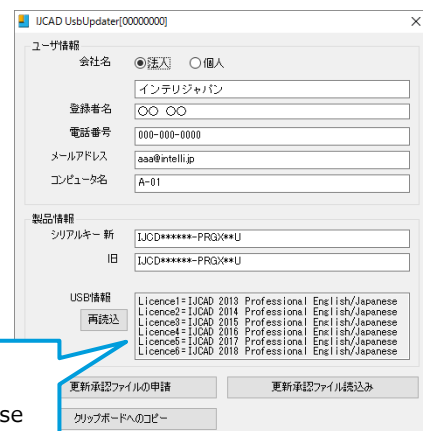 IJCAD UsbUpdater[00000000]
ユーザ情報
会社名 法人 個人
インテリジャパン
登録者名 〇〇 〇〇
電話番号 000-000-0000
メールアドレス aaa@intelli.jp
コンピュータ名 A-01
製品情報
シリアルキー 新 IJCD******-PRGX**U
旧 IJCD******-PRGX**U
USB情報
再読込
Licence1=IJCAD 2013 Professional English/Japanese
Licence2=IJCAD 2014 Professional English/Japanese
Licence3=IJCAD 2015 Professional English/Japanese
Licence4=IJCAD 2016 Professional English/Japanese
Licence5=IJCAD 2017 Professional English/Japanese
Licence6=IJCAD 2018 Professional English/Japanese
更新承認ファイルの申請 更新承認ファイル読込み
se
クリップボードへのコピー